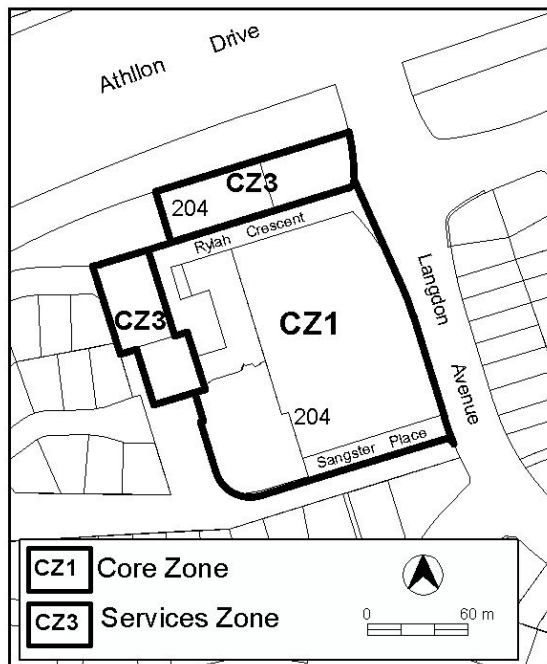 Athllon Drive
CZ3
204
Rylah Crescent
CZ3
CZ1
Langdon Avenue
204
Sangster Place
CZ1 Core Zone
CZ3 Services Zone
0 60 m